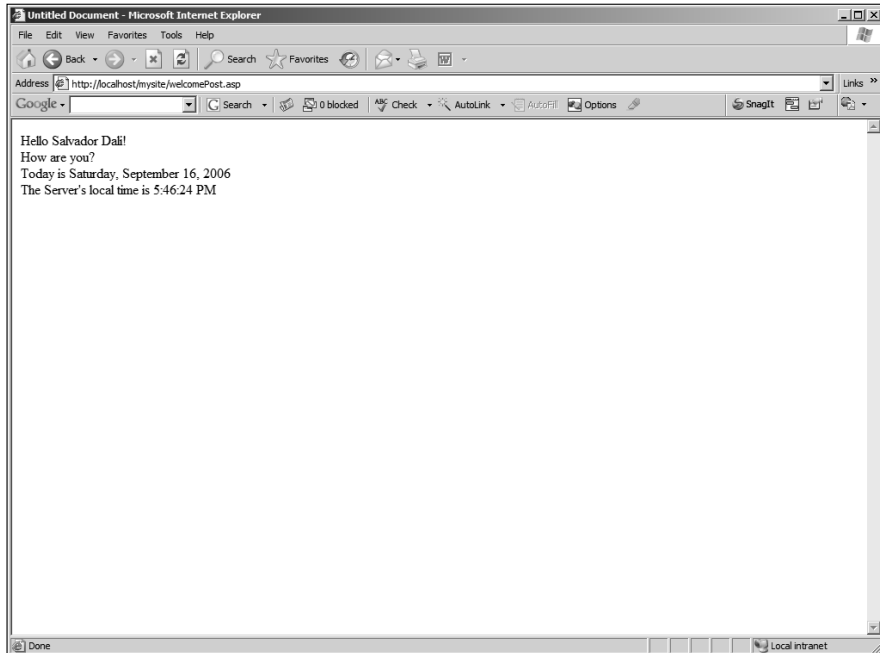 Untitled Document - Microsoft Internet Explorer
File Edit View Favorites Tools Help
Back Search Favorites
Address http://localhost/mysite/welcomePost.asp Links »
Google Search 0 blocked ABC Check AutoLink AutoFill Options SnagIt
Hello Salvador Dali!
How are you?
Today is Saturday, September 16, 2006
The Server's local time is 5:46:24 PM
Done Local intranet